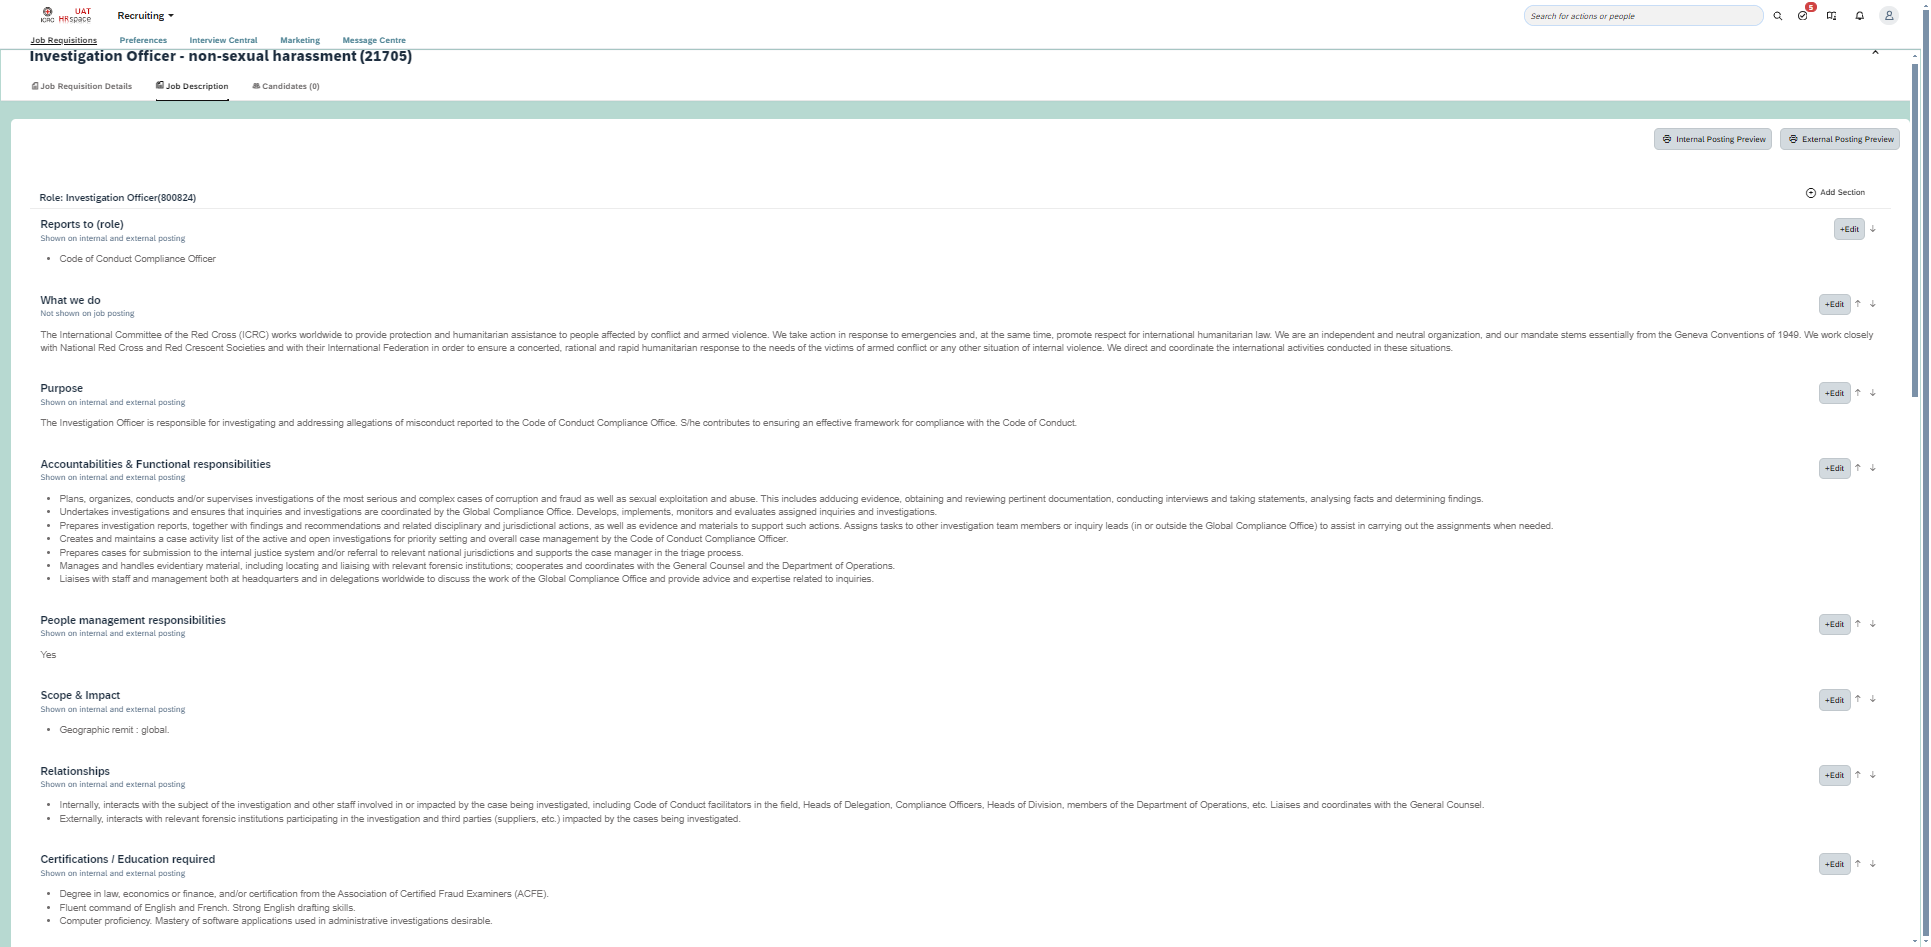 ICRC
UAT
HRspace
Recruiting
Search for actions or people
5
Job Requisitions
Preferences
Interview Central
Marketing
Message Centre
Investigation Officer - non-sexual harassment (21705)
Job Requisition Details
Job Description
Candidates (0)
Internal Posting Preview
External Posting Preview
Role: Investigation Officer(800824)
Add Section
Reports to (role)
Shown on internal and external posting
+Edit
• Code of Conduct Compliance Officer
What we do
Not shown on job posting
+Edit
The International Committee of the Red Cross (ICRC) works worldwide to provide protection and humanitarian assistance to people affected by conflict and armed violence. We take action in response to emergencies and, at the same time, promote respect for international humanitarian law. We are an independent and neutral organization, and our mandate stems essentially from the Geneva Conventions of 1949. We work closely
with National Red Cross and Red Crescent Societies and with their International Federation in order to ensure a concerted, rational and rapid humanitarian response to the needs of the victims of armed conflict or any other situation of internal violence. We direct and coordinate the international activities conducted in these situations.
Purpose
Shown on internal and external posting
+Edit
The Investigation Officer is responsible for investigating and addressing allegations of misconduct reported to the Code of Conduct Compliance Office. S/he contributes to ensuring an effective framework for compliance with the Code of Conduct.
Accountabilities & Functional responsibilities
Shown on internal and external posting
+Edit
• Plans, organizes, conducts and/or supervises investigations of the most serious and complex cases of corruption and fraud as well as sexual exploitation and abuse. This includes adducing evidence, obtaining and reviewing pertinent documentation, conducting interviews and taking statements, analysing facts and determining findings.
• Undertakes investigations and ensures that inquiries and investigations are coordinated by the Global Compliance Office. Develops, implements, monitors and evaluates assigned inquiries and investigations.
• Prepares investigation reports, together with findings and recommendations and related disciplinary and jurisdictional actions, as well as evidence and materials to support such actions. Assigns tasks to other investigation team members or inquiry leads (in or outside the Global Compliance Office) to assist in carrying out the assignments when needed.
• Creates and maintains a case activity list of the active and open investigations for priority setting and overall case management by the Code of Conduct Compliance Officer.
• Prepares cases for submission to the internal justice system and/or referral to relevant national jurisdictions and supports the case manager in the triage process.
• Manages and handles evidentiary material, including locating and liaising with relevant forensic institutions; cooperates and coordinates with the General Counsel and the Department of Operations.
• Liaises with staff and management both at headquarters and in delegations worldwide to discuss the work of the Global Compliance Office and provide advice and expertise related to inquiries.
People management responsibilities
Shown on internal and external posting
+Edit
Yes
Scope & Impact
Shown on internal and external posting
+Edit
• Geographic remit : global.
Relationships
Shown on internal and external posting
+Edit
• Internally, interacts with the subject of the investigation and other staff involved in or impacted by the case being investigated, including Code of Conduct facilitators in the field, Heads of Delegation, Compliance Officers, Heads of Division, members of the Department of Operations, etc. Liaises and coordinates with the General Counsel.
• Externally, interacts with relevant forensic institutions participating in the investigation and third parties (suppliers, etc.) impacted by the cases being investigated.
Certifications / Education required
Shown on internal and external posting
+Edit
• Degree in law, economics or finance, and/or certification from the Association of Certified Fraud Examiners (ACFE).
• Fluent command of English and French. Strong English drafting skills.
• Computer proficiency. Mastery of software applications used in administrative investigations desirable.